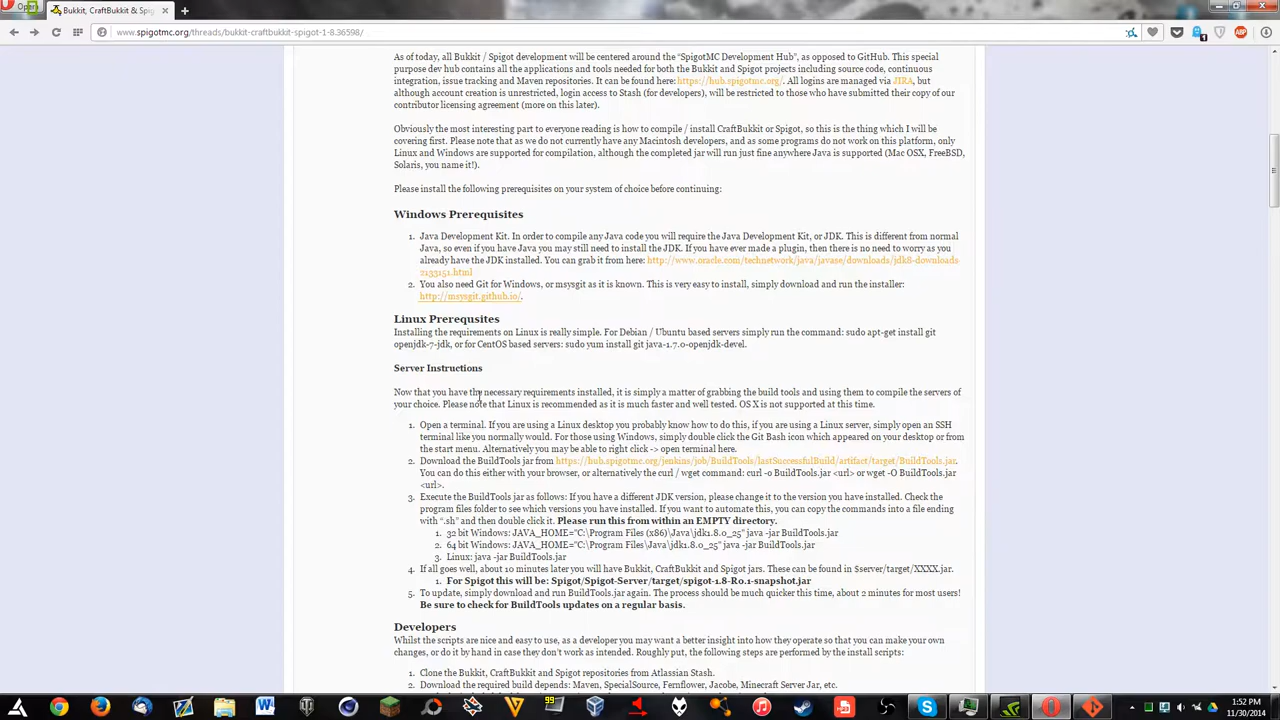 Opera
Bukkit, CraftBukkit & Spig
www.spigotmc.org/threads/bukkit-craftbukkit-spigot-1-8.36598/
As of today, all Bukkit / Spigot development will be centered around the "SpigotMC Development Hub", as opposed to GitHub. This special
purpose dev hub contains all the applications and tools needed for both the Bukkit and Spigot projects including source code, continuous
integration, issue tracking and Maven repositories. It can be found here: https://hub.spigotmc.org/. All logins are managed via JIRA, but
although account creation is unrestricted, login access to Stash (for developers), will be restricted to those who have submitted their copy of our
contributor licensing agreement (more on this later).
Obviously the most interesting part to everyone reading is how to compile / install CraftBukkit or Spigot, so this is the thing which I will be
covering first. Please note that as we do not currently have any Macintosh developers, and as some programs do not work on this platform, only
Linux and Windows are supported for compilation, although the completed jar will run just fine anywhere Java is supported (Mac OSX, FreeBSD,
Solaris, you name it!).
Please install the following prerequisites on your system of choice before continuing:
Windows Prerequisites
1. Java Development Kit. In order to compile any Java code you will require the Java Development Kit, or JDK. This is different from normal
Java, so even if you have Java you may still need to install the JDK. If you have ever made a plugin, then there is no need to worry as you
already have the JDK installed. You can grab it from here: http://www.oracle.com/technetwork/java/javase/downloads/jdk8-downloads-
2133151.html
2. You also need Git for Windows, or msysgit as it is known. This is very easy to install, simply download and run the installer:
http://msysgit.github.io/.
Linux Prerequsites
Installing the requirements on Linux is really simple. For Debian / Ubuntu based servers simply run the command: sudo apt-get install git
openjdk-7-jdk, or for CentOS based servers: sudo yum install git java-1.7.0-openjdk-devel.
Server Instructions
Now that you have the necessary requirements installed, it is simply a matter of grabbing the build tools and using them to compile the servers of
your choice. Please note that Linux is recommended as it is much faster and well tested. OS X is not supported at this time.
1. Open a terminal. If you are using a Linux desktop you probably know how to do this, if you are using a Linux server, simply open an SSH
terminal like you normally would. For those using Windows, simply double click the Git Bash icon which appeared on your desktop or from
the start menu. Alternatively you may be able to right click -> open terminal here.
2. Download the BuildTools jar from https://hub.spigotmc.org/jenkins/job/BuildTools/lastSuccessfulBuild/artifact/target/BuildTools.jar.
You can do this either with your browser, or alternatively the curl / wget command: curl -o BuildTools.jar <url> or wget -O BuildTools.jar
<url>.
3. Execute the BuildTools jar as follows: If you have a different JDK version, please change it to the version you have installed. Check the
program files folder to see which versions you have installed. If you want to automate this, you can copy the commands into a file ending
with ".sh" and then double click it. Please run this from within an EMPTY directory.
1. 32 bit Windows: JAVA_HOME="C:\Program Files (x86)\Java\jdk1.8.0_25" java -jar BuildTools.jar
2. 64 bit Windows: JAVA_HOME="C:\Program Files\Java\jdk1.8.0_25" java -jar BuildTools.jar
3. Linux: java -jar BuildTools.jar
4. If all goes well, about 10 minutes later you will have Bukkit, CraftBukkit and Spigot jars. These can be found in $server/target/XXXX.jar.
1. For Spigot this will be: Spigot/Spigot-Server/target/spigot-1.8-R0.1-snapshot.jar
5. To update, simply download and run BuildTools.jar again. The process should be much quicker this time, about 2 minutes for most users!
Be sure to check for BuildTools updates on a regular basis.
Developers
Whilst the scripts are nice and easy to use, as a developer you may want a better insight into how they operate so that you can make your own
changes, or do it by hand in case they don't work as intended. Roughly put, the following steps are performed by the install scripts:
1. Clone the Bukkit, CraftBukkit and Spigot repositories from Atlassian Stash.
2. Download the required build depends: Maven, SpecialSource, Fernflower, Jacobe, Minecraft Server Jar, etc.
1:52 PM
11/30/2014